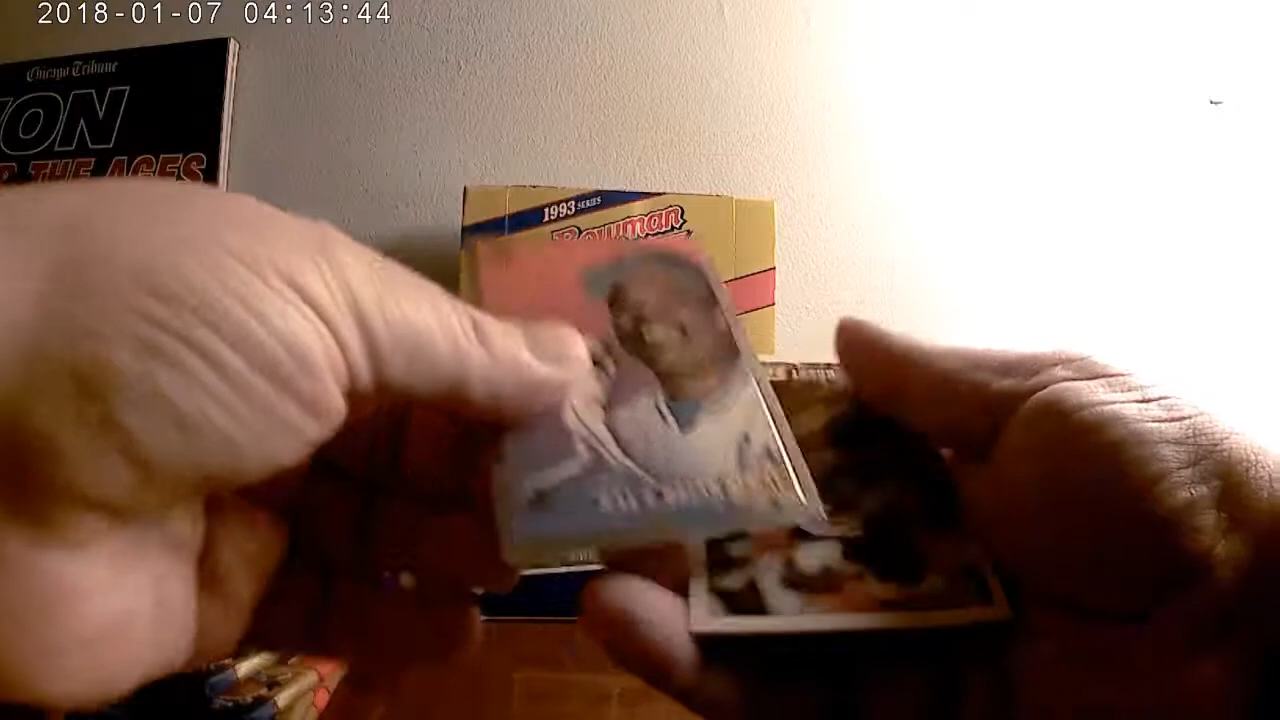 2018-01-07 04:13:44
Chicago Tribune
ON
THE AGES
1993 SERIES
Bowman